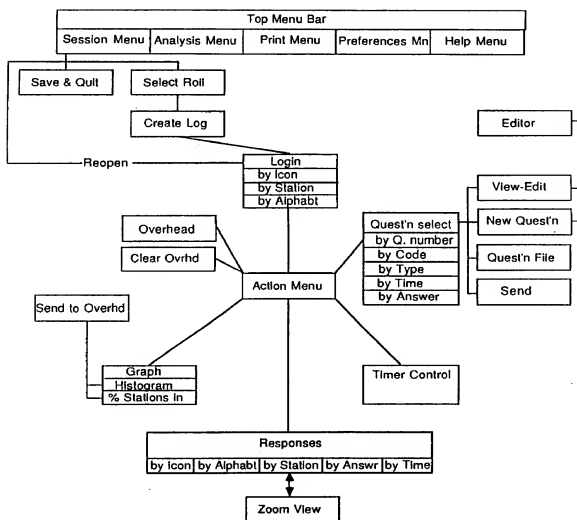 Top Menu Bar
Session Menu Analysis Menu Print Menu Preferences Mn Help Menu
Save & Quit Select Roll
Create Log
Editor
Reopen
Login
by Icon
by Station
by Alphabt
View-Edit
New Quest'n
Quest'n File
Send
Quest'n select
by Q. number
by Code
by Type
by Time
by Answer
Overhead
Clear Ovrhd
Action Menu
Send to Overhd
Graph
Histogram
% Stations In
Timer Control
Responses
by Icon by Alphabt by Station by Answr by Time
Zoom View